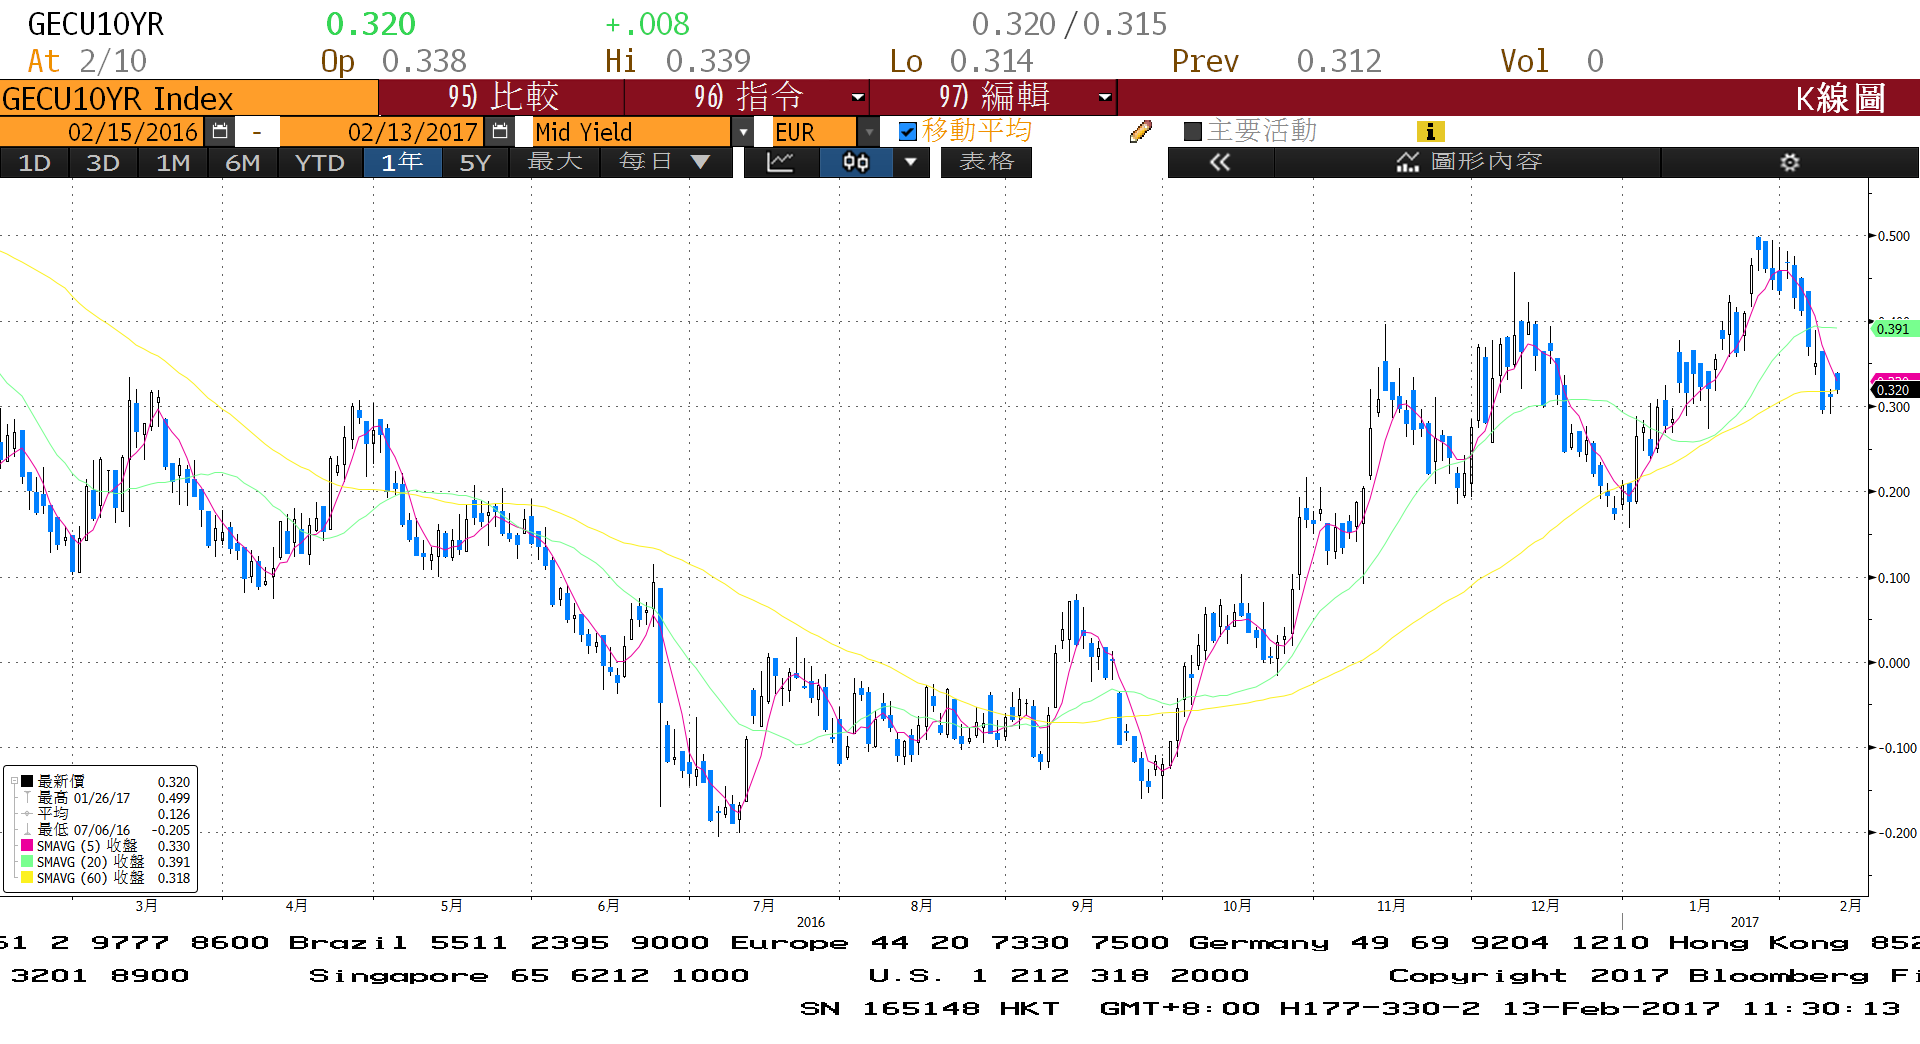 GECU10YR 0.320 +.008 0.320 / 0.315
At 2/10 Op 0.338 Hi 0.339 Lo 0.314 Prev 0.312 Vol 0
GECU10YR Index 95) 比較 96) 指令 97) 編輯 K線圖
02/15/2016 - 02/13/2017 Mid Yield EUR 移動平均 主要活動
1D 3D 1M 6M YTD 1年 5Y 最大 每日 ▼ 表格 « 圖形內容
0.500
0.391
0.320
0.300
0.200
0.100
0.000
-0.100
-0.200
最新價 0.320
最高 01/26/17 0.499
平均 0.126
最低 07/06/16 -0.205
SMAVG (5) 收盤 0.330
SMAVG (20) 收盤 0.391
SMAVG (60) 收盤 0.318
3月 4月 5月 6月 7月 8月 9月 10月 11月 12月 1月 2月
2016 2017
61 2 9777 8600 Brazil 5511 2395 9000 Europe 44 20 7330 7500 Germany 49 69 9204 1210 Hong Kong 852
3201 8900 Singapore 65 6212 1000 U.S. 1 212 318 2000 Copyright 2017 Bloomberg Fi
SN 165148 HKT GMT+8:00 H177-330-2 13-Feb-2017 11:30:13